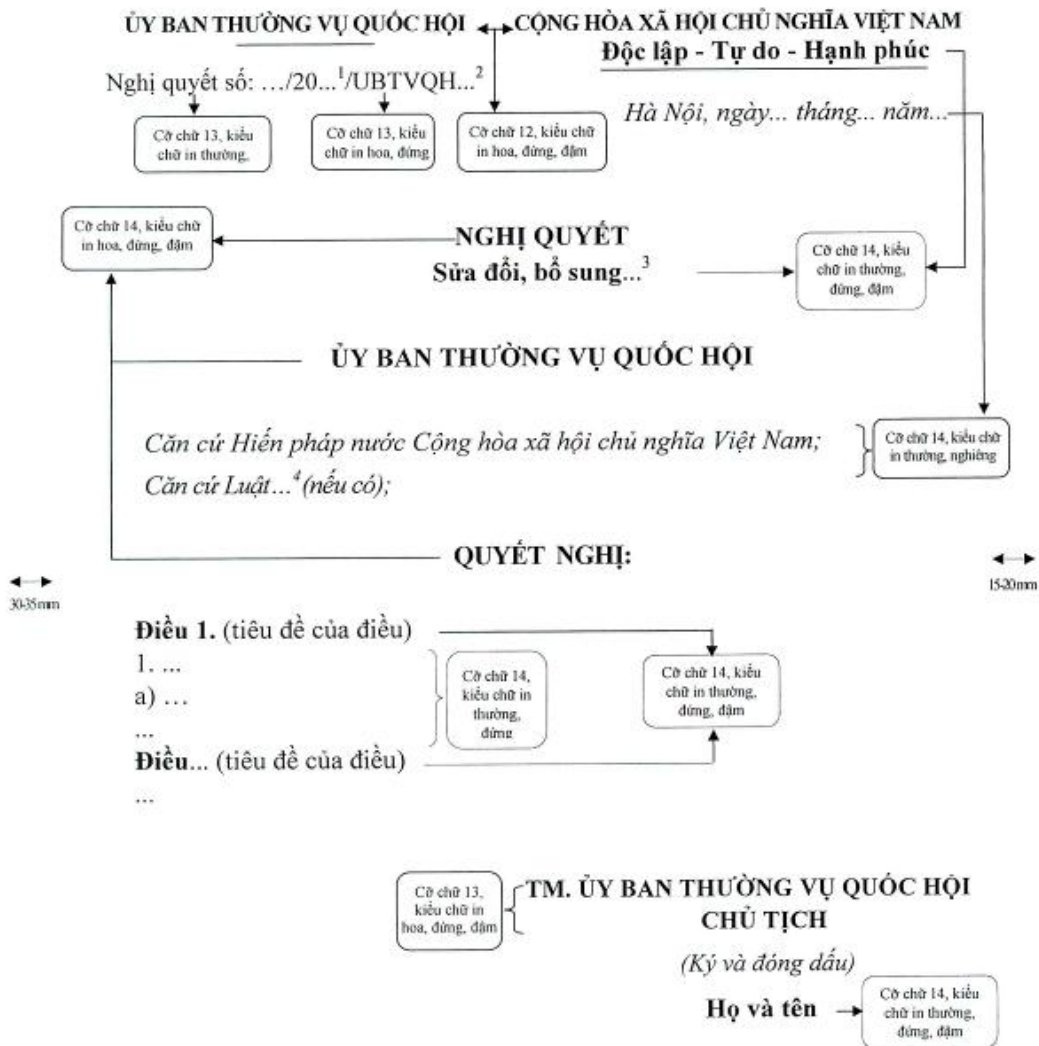 ỦY BAN THƯỜNG VỤ QUỐC HỘI
CỘNG HÒA XÃ HỘI CHỦ NGHĨA VIỆT NAM
Độc lập - Tự do - Hạnh phúc
Nghị quyết số: …/20...1/UBTVQH...2
Hà Nội, ngày... tháng... năm...
Cỡ chữ 13, kiểu
chữ in thường,
Cỡ chữ 13, kiểu
chữ in hoa, đứng
Cỡ chữ 12, kiểu chữ
in hoa, đứng, đậm
Cỡ chữ 14, kiểu chữ
in hoa, đứng, đậm
NGHỊ QUYẾT
Sửa đổi, bổ sung...3
Cỡ chữ 14, kiểu
chữ in thường,
đứng, đậm
ỦY BAN THƯỜNG VỤ QUỐC HỘI
Căn cứ Hiến pháp nước Cộng hòa xã hội chủ nghĩa Việt Nam;
Căn cứ Luật...4 (nếu có);
Cỡ chữ 14, kiểu chữ
in thường, nghiêng
QUYẾT NGHỊ:
30-35mm
15-20mm
Điều 1. (tiêu đề của điều)
1. ...
a) ...
...
Cỡ chữ 14,
kiểu chữ in
thường,
đứng
Cỡ chữ 14, kiểu
chữ in thường,
đứng, đậm
Điều... (tiêu đề của điều)
...
Cỡ chữ 13,
kiểu chữ in
hoa, đứng, đậm
TM. ỦY BAN THƯỜNG VỤ QUỐC HỘI
CHỦ TỊCH
(Ký và đóng dấu)
Họ và tên
Cỡ chữ 14, kiểu
chữ in thường,
đứng, đậm